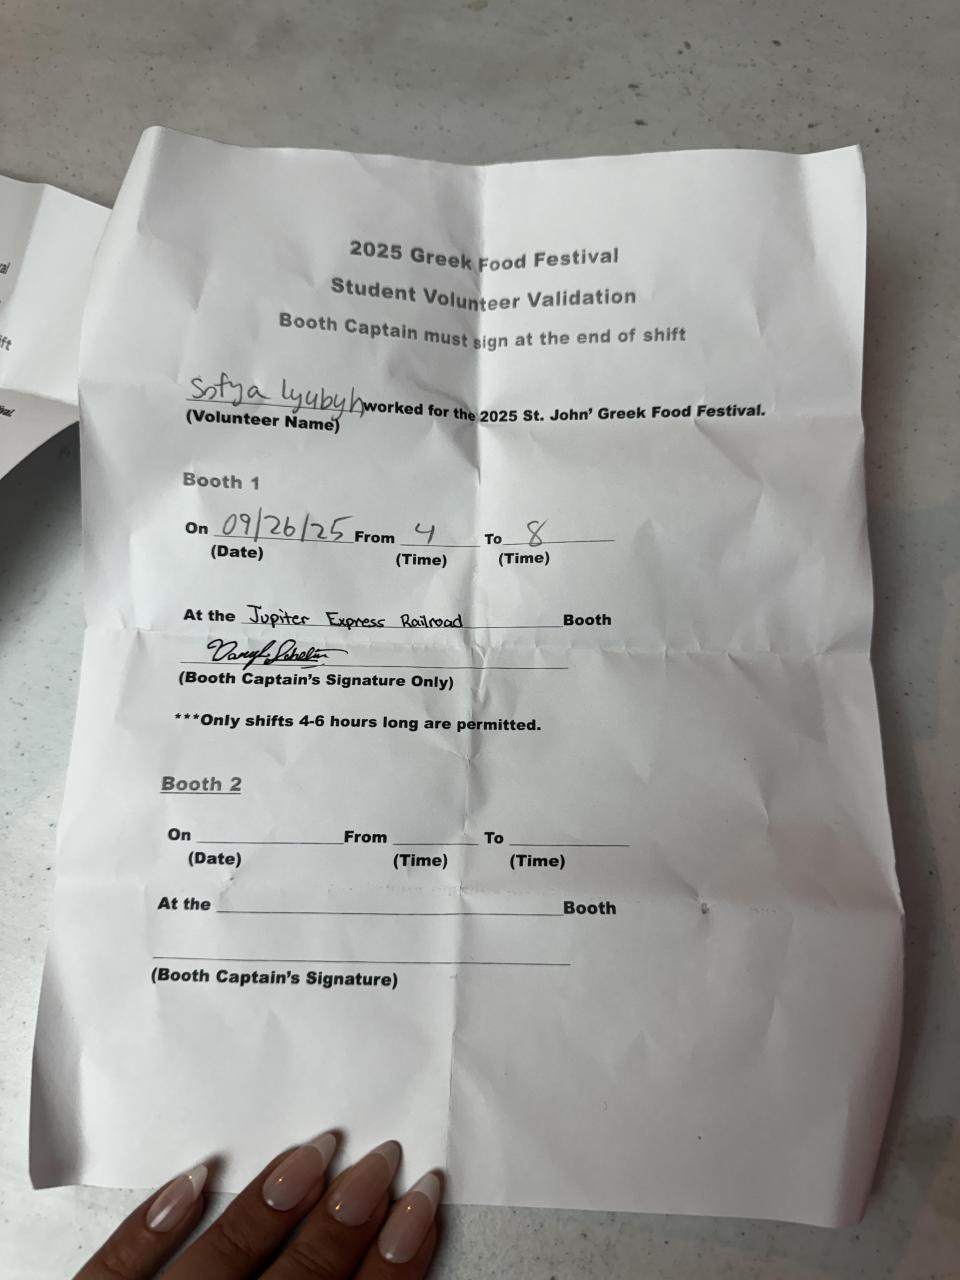 2025 Greek Food Festival
Student Volunteer Validation
Booth Captain must sign at the end of shift
Sofya Lyubyh worked for the 2025 St. John' Greek Food Festival.
(Volunteer Name)
Booth 1
On 09/26/25 From 4 To 8
(Date) (Time) (Time)
At the Jupiter Express Railroad Booth
(Booth Captain's Signature Only)
***Only shifts 4-6 hours long are permitted.
Booth 2
On From To
(Date) (Time) (Time)
At the Booth
(Booth Captain's Signature)